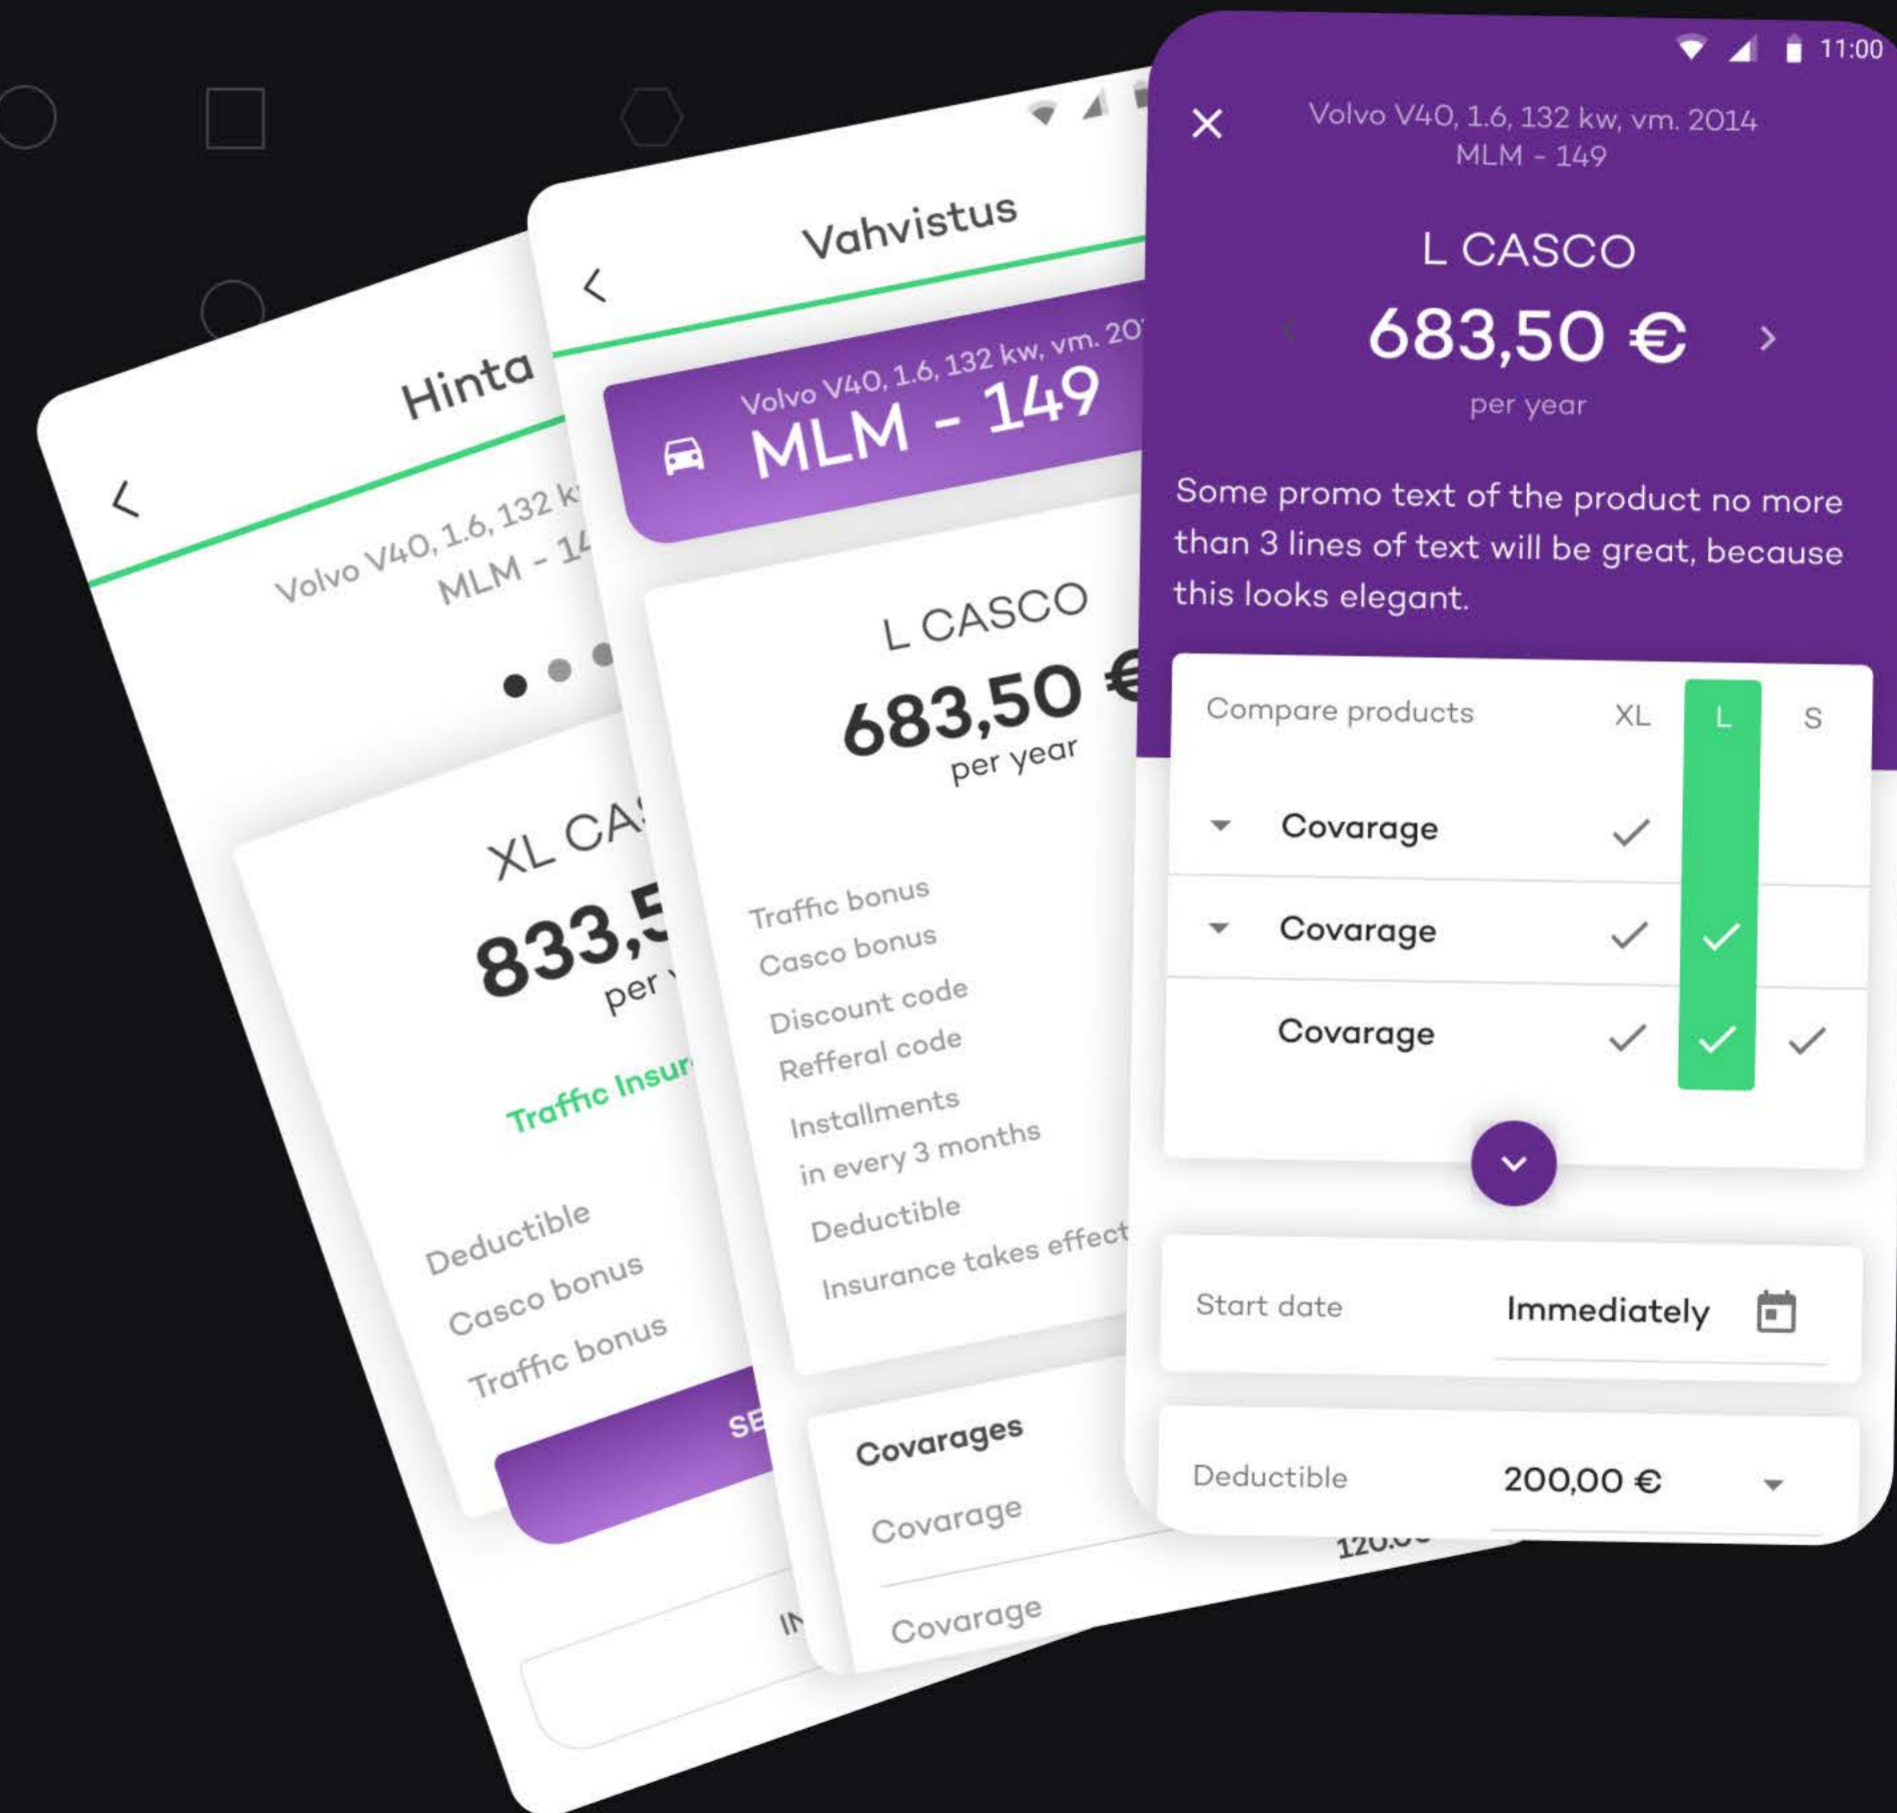 Hinta
Volvo V40, 1.6, 132
MLM -
833,5
per
Traffic
Deductible
Casco bonus
Traffic bonus
XL
Vahvistus
Volvo V40, 1.6, 132 kw, vm.
MLM - 149
L CASCO
683,50 €
per year
Traffic bonus
Casco bonus
Discount code
Refferal code
Installments
in every 3 months
Deductible
Insurance takes effect
Covarages
Covarage
Covarage
11:00
Volvo V40, 1.6, 132 kw, vm. 2014
MLM - 149
L CASCO
683,50 €
per year
Some promo text of the product no more
than 3 lines of text will be great, because
this looks elegant.
Compare products XL L S
Covarage
Covarage
Covarage
Start date Immediately
Deductible 200,00 €